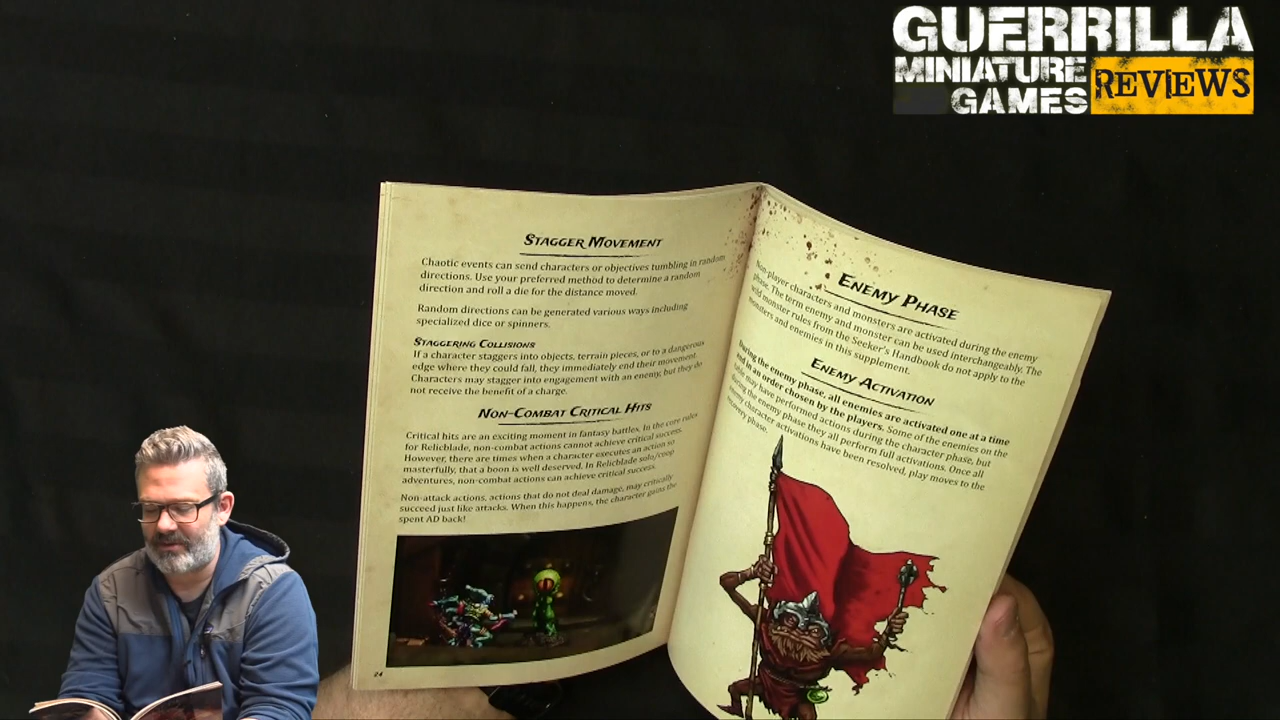 GUERRILLA
MINIATURE
GAMES
REVIEWS
STAGGER MOVEMENT
Chaotic events can send characters or objectives tumbling in random
directions. Use your preferred method to determine a random
direction and roll a die for the distance moved.
Random directions can be generated various ways including
specialized dice or spinners.
STAGGERING COLLISIONS
If a character staggers into objects, terrain pieces, or to a dangerous
edge where they could fall, they immediately end their movement.
Characters may stagger into engagement with an enemy, but they do
not receive the benefit of a charge.
NON-COMBAT CRITICAL HITS
Critical hits are an exciting moment in fantasy battles. In the core rules
for Relicblade, non-combat actions cannot achieve critical success.
However, there are times when a character executes an action so
masterfully, that a boon is well deserved. In Relicblade solo/coop
adventures, non-combat actions can achieve critical success.
Non-attack actions, actions that do not deal damage, may critically
succeed just like attacks. When this happens, the character gains the
spent AD back!
24
ENEMY PHASE
Non-player characters and monsters are activated during the enemy
phase. The term enemy and monster can be used interchangeably. The
wild monster rules from the Seeker's Handbook do not apply to the
monsters and enemies in this supplement.
ENEMY ACTIVATION
During the enemy phase, all enemies are activated one at a time
and in an order chosen by the players. Some of the enemies on the
table may have performed actions during the character phase, but
during the enemy phase they all perform full activations. Once all
enemy character activations have been resolved, play moves to the
recovery phase.